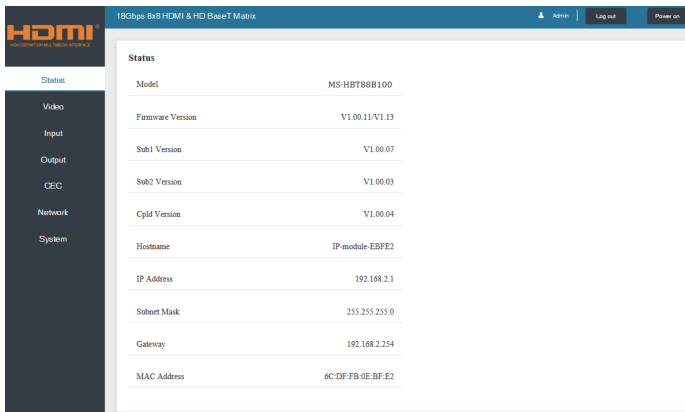 18Gbps 8x8 HDMI & HD BaseT Matrix
Admin
Log out
Power on
HDMI®
HIGH-DEFINITION MULTIMEDIA INTERFACE
Status
Video
Input
Output
CEC
Network
System
Status
Model MS-HBT88B100
Firmware Version V1.00.11/V1.13
Sub1 Version V1.00.07
Sub2 Version V1.00.03
Cpld Version V1.00.04
Hostname IP-module-EBFE2
IP Address 192.168.2.1
Subnet Mask 255.255.255.0
Gateway 192.168.2.254
MAC Address 6C:DF:FB:0E:BF:E2